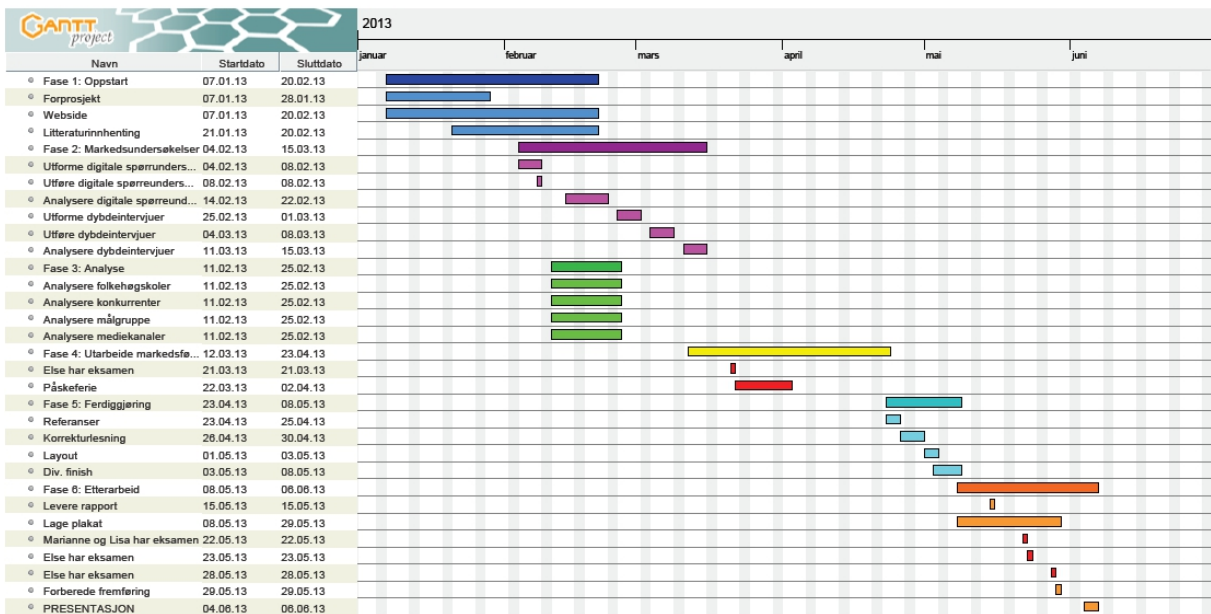 GANTT project
2013
januar februar mars april mai juni
Navn Startdato Sluttdato
Fase 1: Oppstart 07.01.13 20.02.13
Forprosjekt 07.01.13 28.01.13
Webside 07.01.13 20.02.13
Litteraturinnhenting 21.01.13 20.02.13
Fase 2: Markedsundersøkelser 04.02.13 15.03.13
Utforme digitale spørrunders... 04.02.13 08.02.13
Utføre digitale spørreunders... 08.02.13 08.02.13
Analysere digitale spørreund... 14.02.13 22.02.13
Utforme dybdeintervjuer 25.02.13 01.03.13
Utføre dybdeintervjuer 04.03.13 08.03.13
Analysere dybdeintervjuer 11.03.13 15.03.13
Fase 3: Analyse 11.02.13 25.02.13
Analysere folkehøgskoler 11.02.13 25.02.13
Analysere konkurrenter 11.02.13 25.02.13
Analysere målgruppe 11.02.13 25.02.13
Analysere mediekanaler 11.02.13 25.02.13
Fase 4: Utarbeide markedsfø... 12.03.13 23.04.13
Else har eksamen 21.03.13 21.03.13
Påskeferie 22.03.13 02.04.13
Fase 5: Ferdiggjøring 23.04.13 08.05.13
Referanser 23.04.13 25.04.13
Korrekturlesning 26.04.13 30.04.13
Layout 01.05.13 03.05.13
Div. finish 03.05.13 08.05.13
Fase 6: Etterarbeid 08.05.13 06.06.13
Levere rapport 15.05.13 15.05.13
Lage plakat 08.05.13 29.05.13
Marianne og Lisa har eksamen 22.05.13 22.05.13
Else har eksamen 23.05.13 23.05.13
Else har eksamen 28.05.13 28.05.13
Forberede fremføring 29.05.13 29.05.13
PRESENTASJON 04.06.13 06.06.13